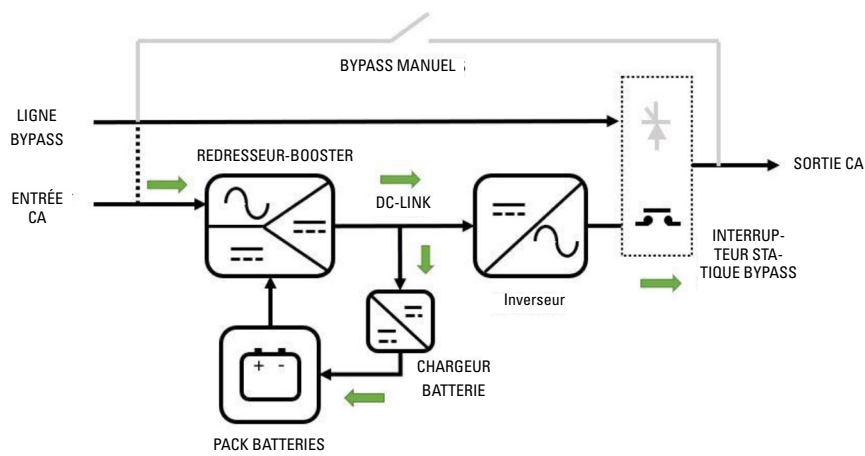 BYPASS MANUEL
LIGNE
BYPASS
REDRESSEUR-BOOSTER
SORTIE CA
ENTRÉE
CA
DC-LINK
INTERRUP-
TEUR STA-
TIQUE BYPASS
Inverseur
+ -
CHARGEUR
BATTERIE
PACK BATTERIES